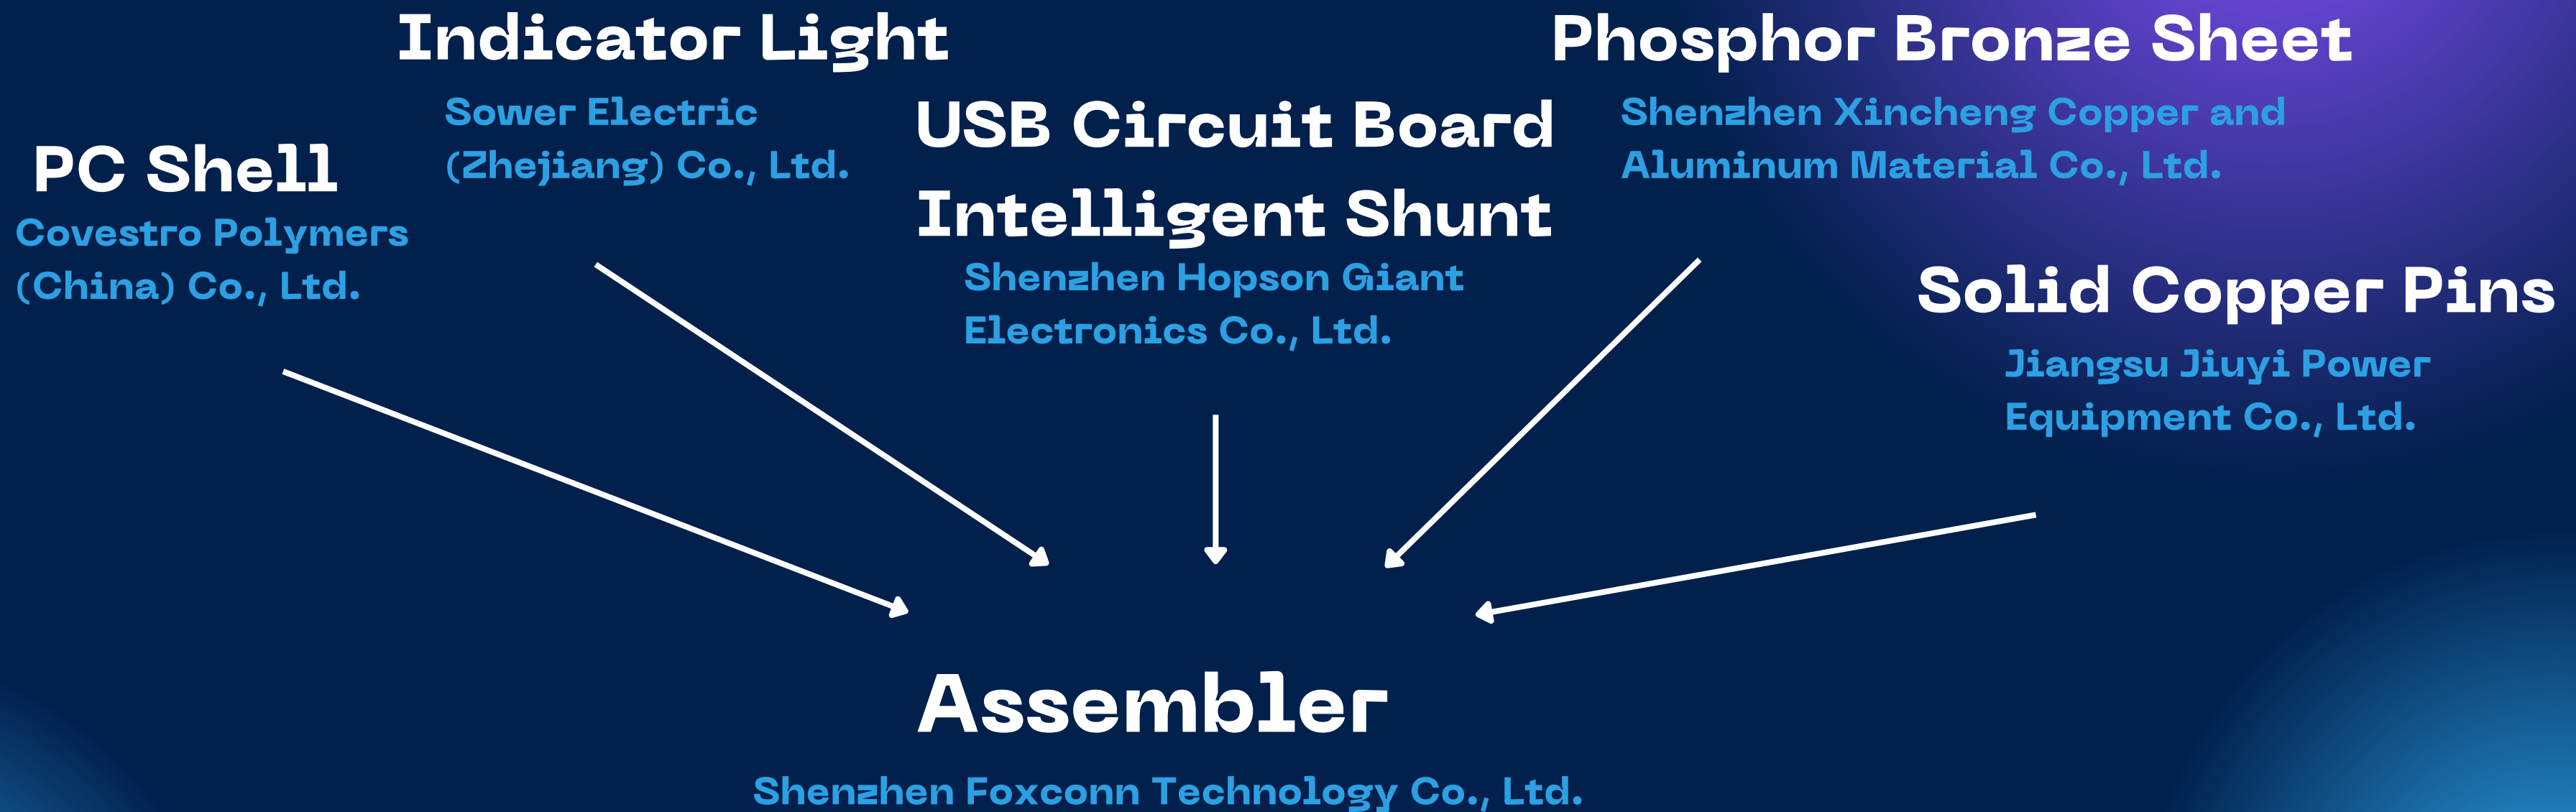 Indicator Light
Sower Electric
(Zhejiang) Co., Ltd.
PC Shell
Covestro Polymers
(China) Co., Ltd.
USB Circuit Board
Intelligent Shunt
Shenzhen Hopson Giant
Electronics Co., Ltd.
Phosphor Bronze Sheet
Shenzhen Xincheng Copper and
Aluminum Material Co., Ltd.
Solid Copper Pins
Jiangsu Jiuyi Power
Equipment Co., Ltd.
Assembler
Shenzhen Foxconn Technology Co., Ltd.